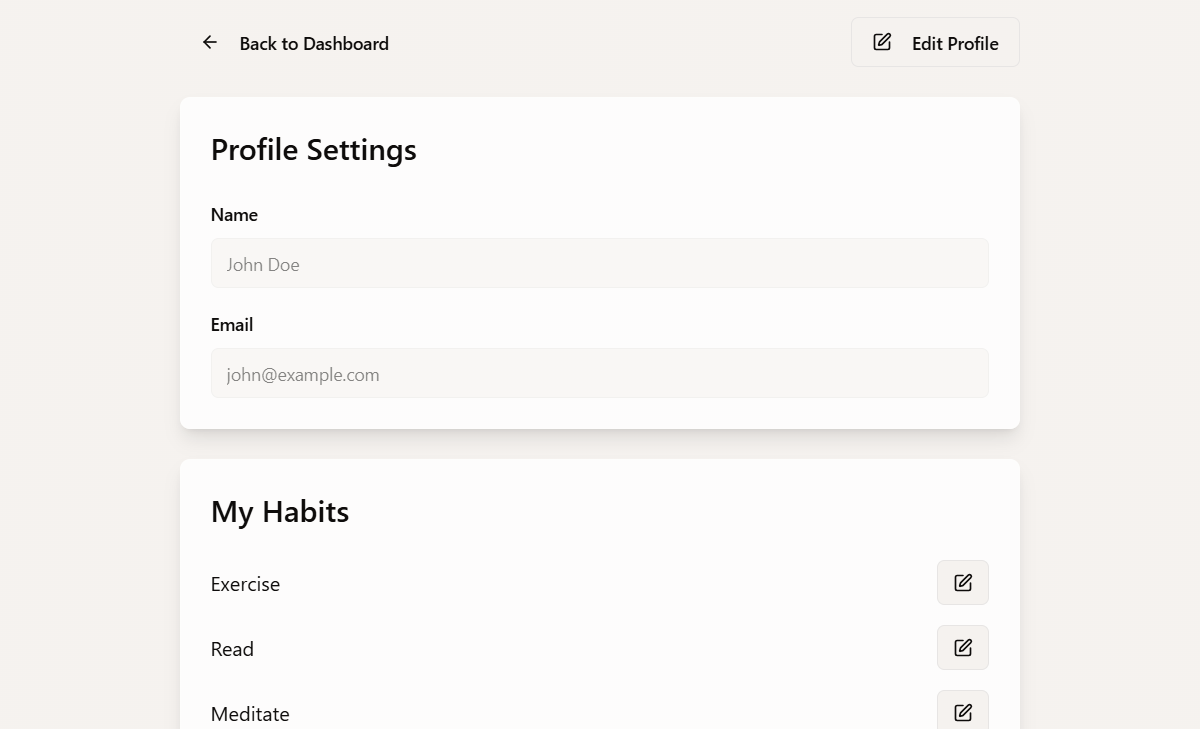 Back to Dashboard
Edit Profile
Profile Settings
Name
John Doe
Email
john@example.com
My Habits
Exercise
Read
Meditate